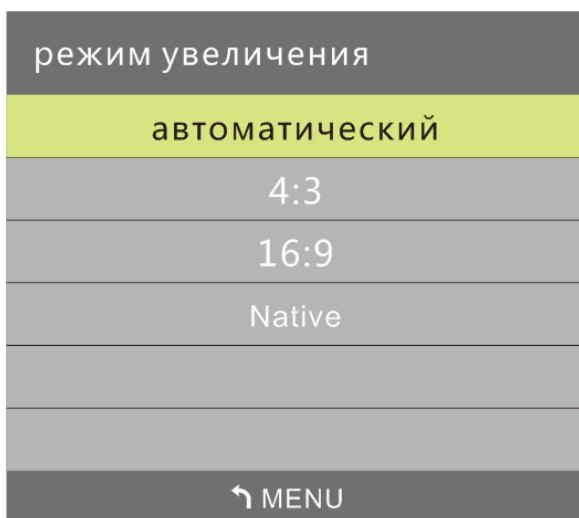 режим увеличения
автоматический
4:3
16:9
Native
MENU